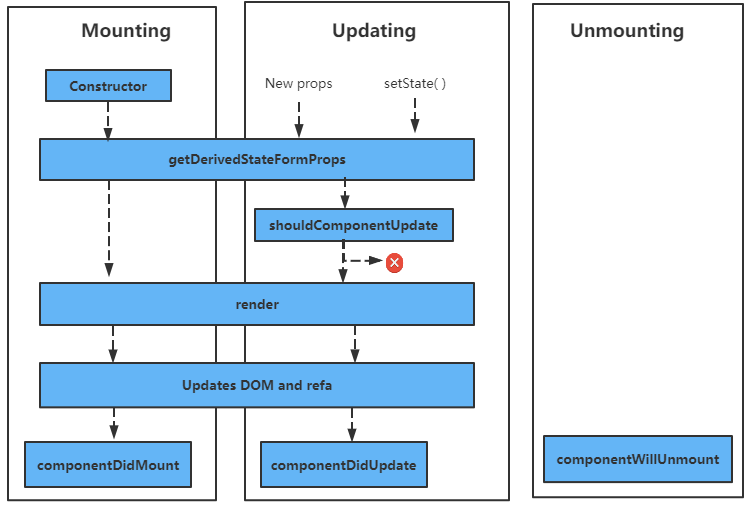 Mounting
Updating
Unmounting
Constructor
New props
setState( )
getDerivedStateFormProps
shouldComponentUpdate
render
Updates DOM and refa
componentDidMount
componentDidUpdate
componentWillUnmount